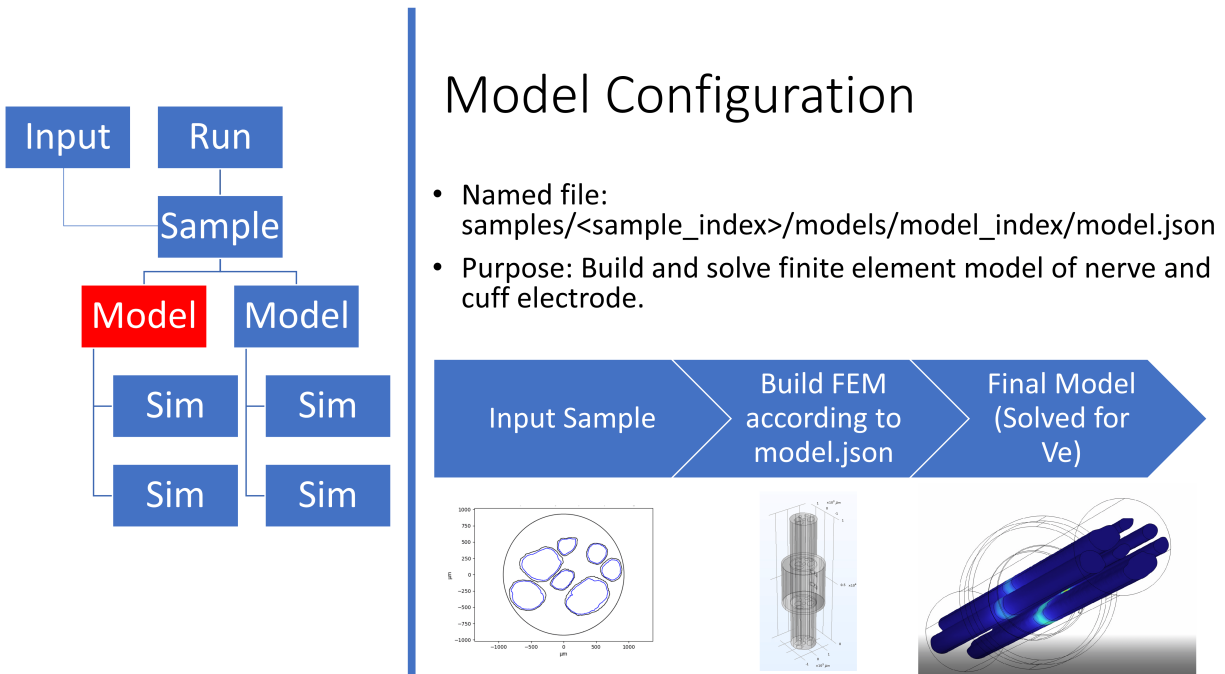 Model Configuration
Input
Run
Sample
Model
Model
Sim
Sim
Sim
Sim
• Named file:
samples/<sample_index>/models/model_index/model.json
• Purpose: Build and solve finite element model of nerve and
cuff electrode.
Input Sample
Build FEM
according to
model.json
Final Model
(Solved for
Ve)
1000
750
500
250
0
−250
−500
−750
−1000
µm
−1000
−500
0
500
1000
µm